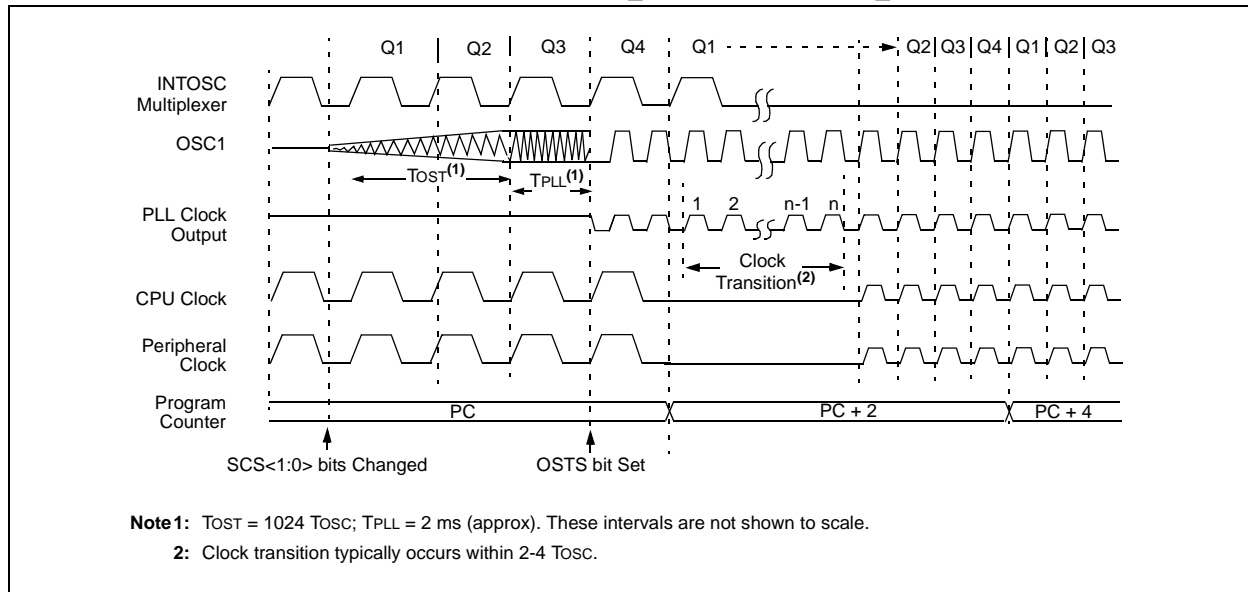 Q1 Q2 Q3 Q4 Q1 Q2 Q3 Q4 Q1 Q2 Q3
INTOSC
Multiplexer
OSC1
TOST(1)
TPLL(1)
PLL Clock
Output
1 2 n-1 n
Clock
Transition(2)
CPU Clock
Peripheral
Clock
Program
Counter
PC PC + 2 PC + 4
SCS<1:0> bits Changed
OSTS bit Set
Note1: TOST = 1024 TOSC; TPLL = 2 ms (approx). These intervals are not shown to scale.
2: Clock transition typically occurs within 2-4 TOSC.